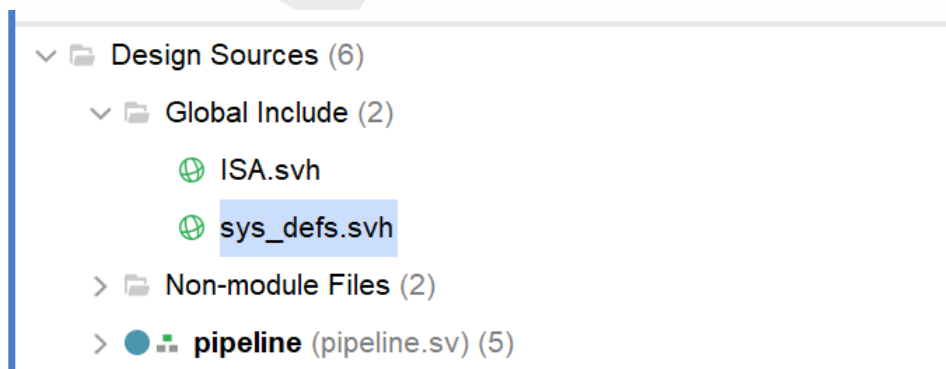 Design Sources (6)
Global Include (2)
ISA.svh
sys_defs.svh
Non-module Files (2)
pipeline (pipeline.sv) (5)